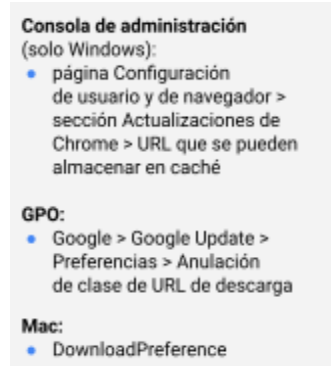 Consola de administración
(solo Windows):
● página Configuración
de usuario y de navegador >
sección Actualizaciones de
Chrome > URL que se pueden
almacenar en caché
GPO:
● Google > Google Update >
Preferencias > Anulación
de clase de URL de descarga
Mac:
● DownloadPreference